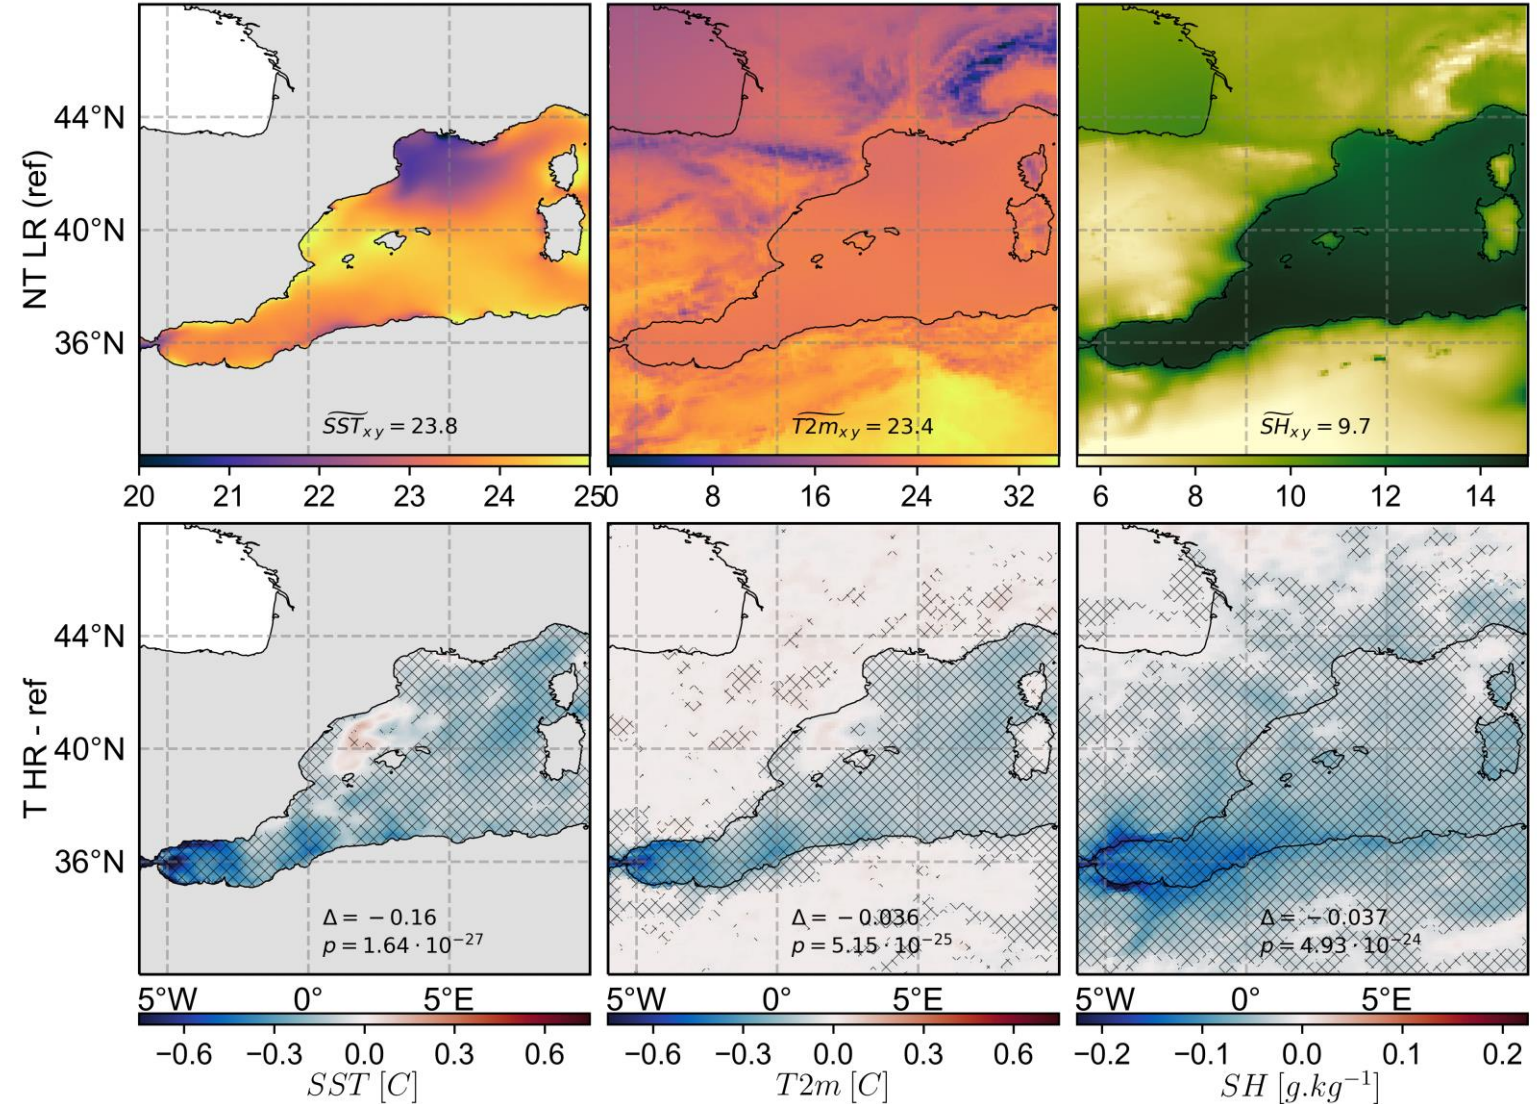 NT LR (ref)
44°N
40°N
36°N
\widetilde{SST}_{xy} = 23.8
\widetilde{T2m}_{xy} = 23.4
\widetilde{SH}_{xy} = 9.7
20 21 22 23 24 25
0 8 16 24 32
6 8 10 12 14
T HR - ref
44°N
40°N
36°N
Δ = −0.16
p = 1.64 · 10^{−27}
Δ = −0.036
p = 5.15 · 10^{−25}
Δ = −0.037
p = 4.93 · 10^{−24}
5°W 0° 5°E
5°W 0° 5°E
5°W 0° 5°E
−0.6 −0.3 0.0 0.3 0.6
−0.6 −0.3 0.0 0.3 0.6
−0.2 −0.1 0.0 0.1 0.2
SST [C]
T2m [C]
SH [g.kg^{−1}]